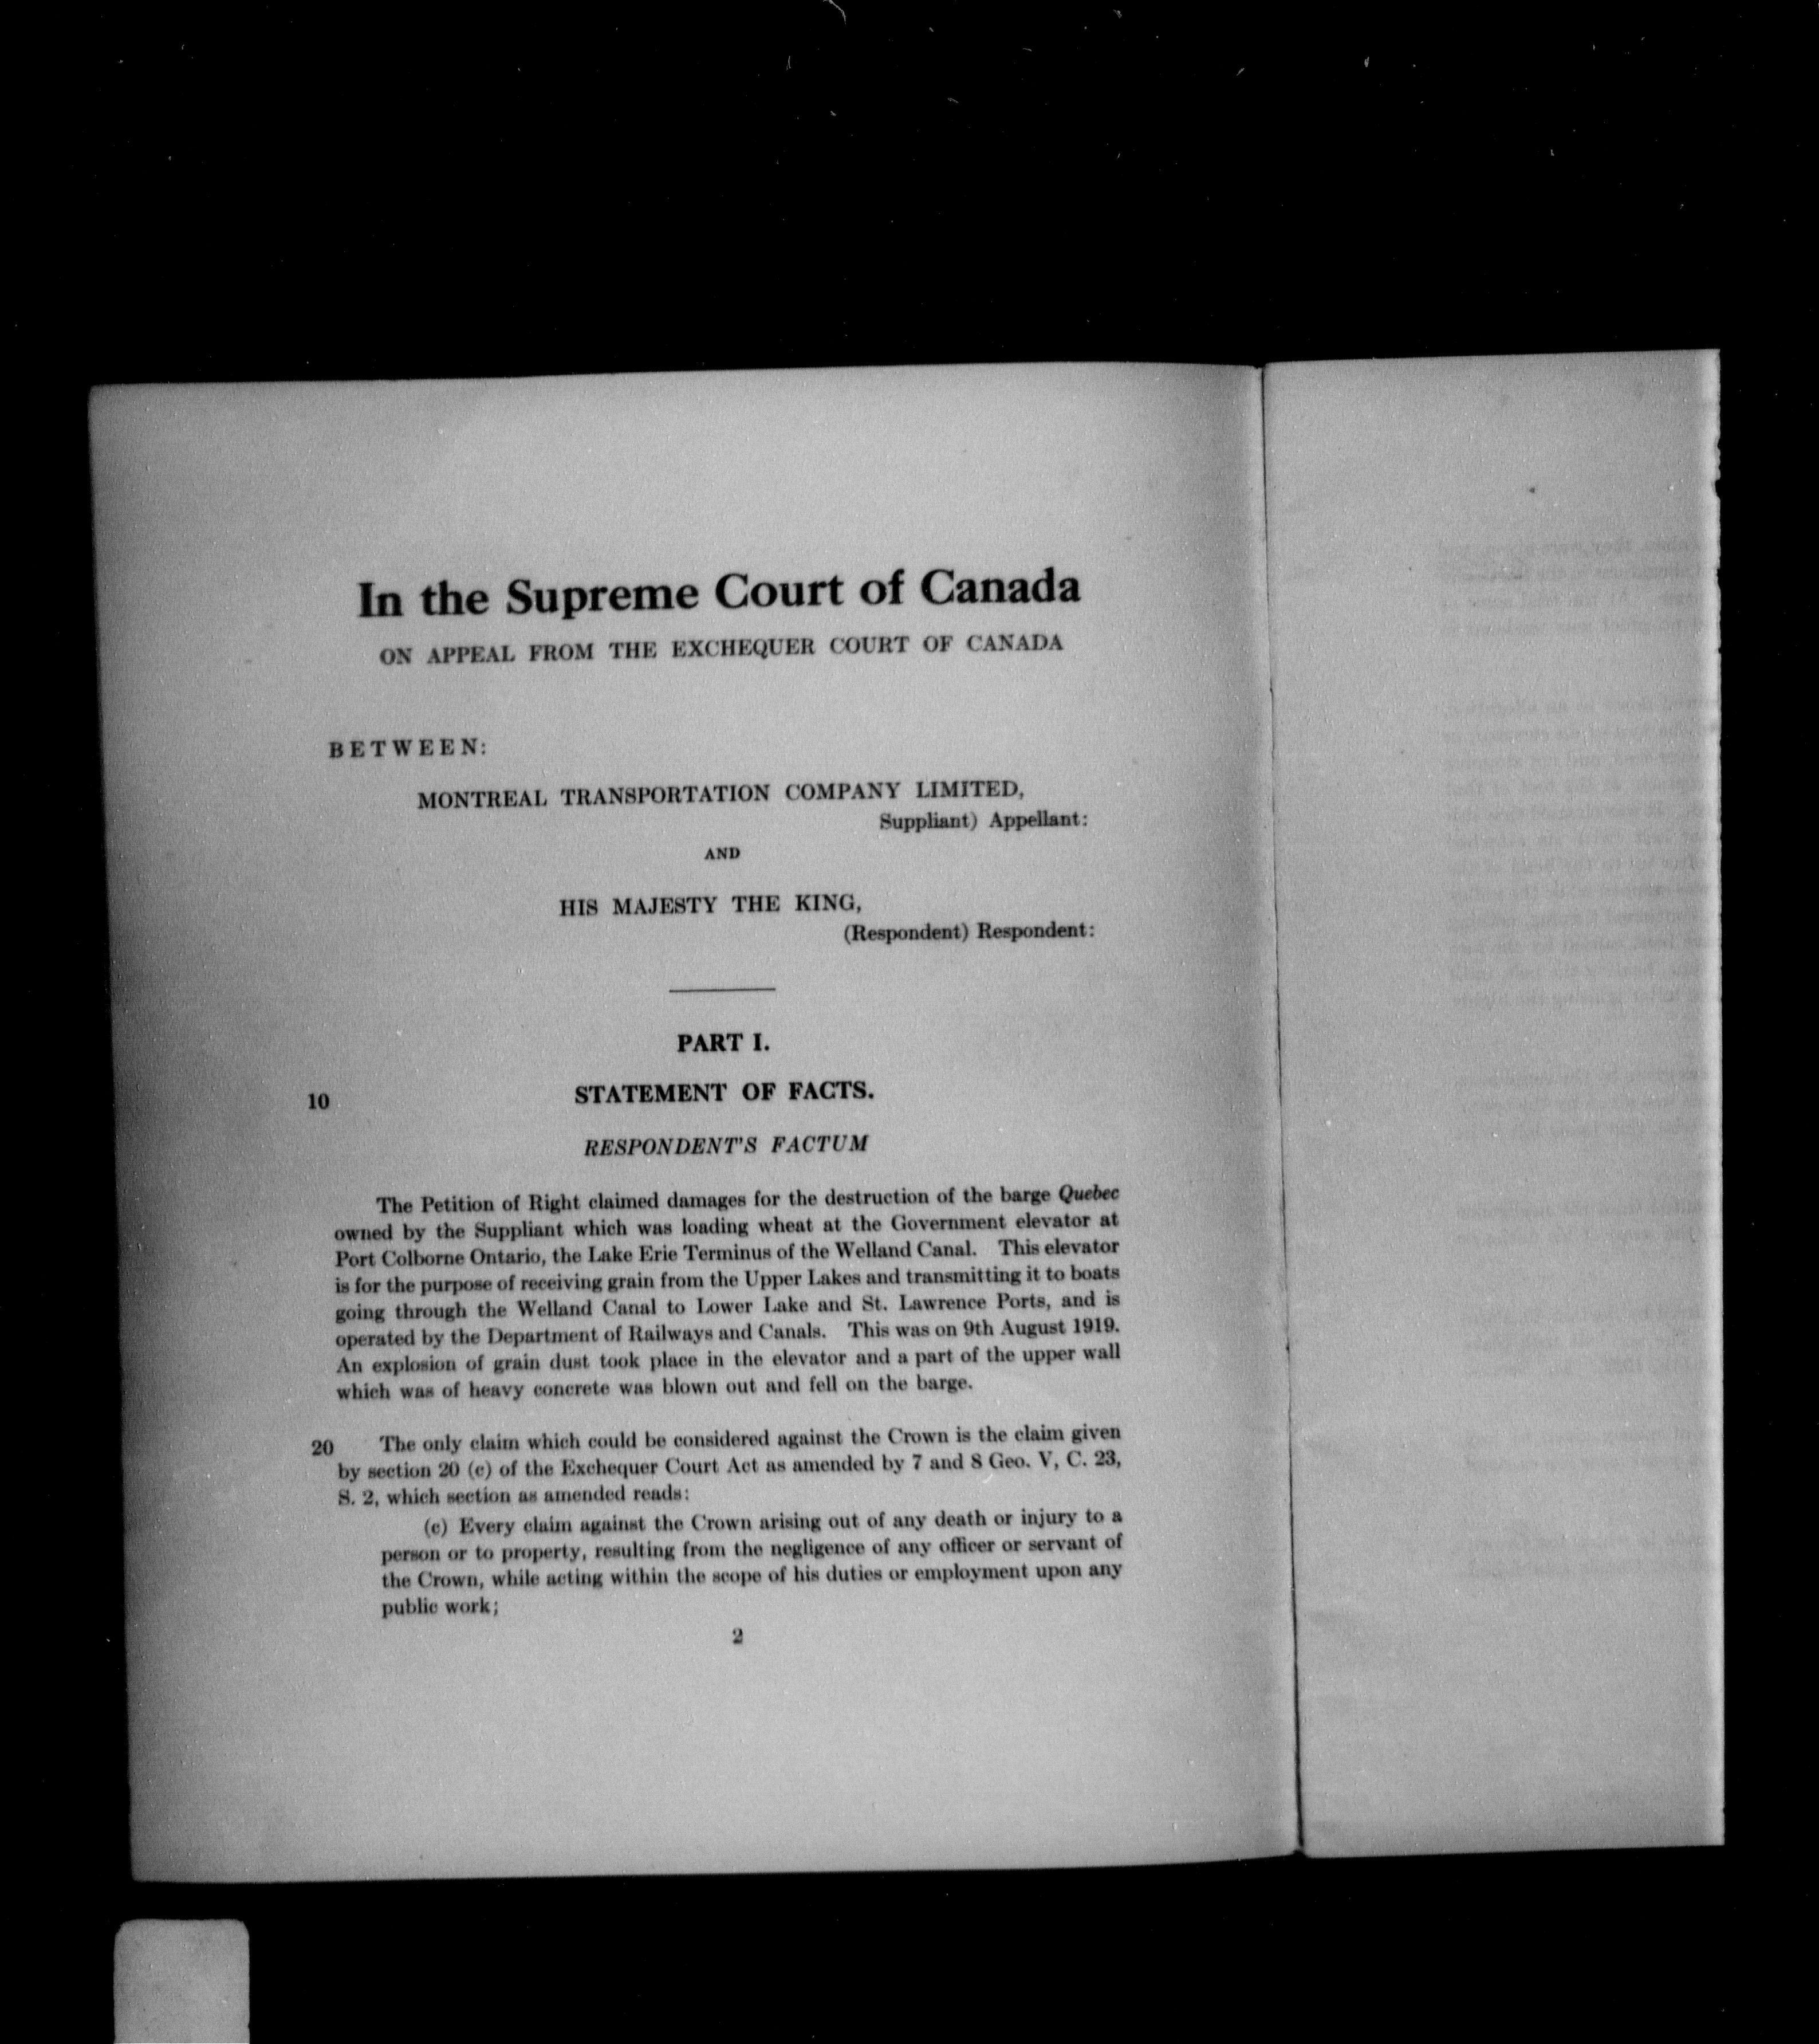 In the Supreme Court of Canada
ON APPEAL FROM THE EXCHEQUER COURT OF CANADA
BETWEEN:
MONTREAL TRANSPORTATION COMPANY LIMITED,
Suppliant) Appellant:
AND
HIS MAJESTY THE KING,
(Respondent) Respondent:
PART I.
10 STATEMENT OF FACTS.
RESPONDENT'S FACTUM
The Petition of Right claimed damages for the destruction of the barge Quebec
owned by the Suppliant which was loading wheat at the Government elevator at
Port Colborne Ontario, the Lake Erie Terminus of the Welland Canal. This elevator
is for the purpose of receiving grain from the Upper Lakes and transmitting it to boats
going through the Welland Canal to Lower Lake and St. Lawrence Ports, and is
operated by the Department of Railways and Canals. This was on 9th August 1919.
An explosion of grain dust took place in the elevator and a part of the upper wall
which was of heavy concrete was blown out and fell on the barge.
20 The only claim which could be considered against the Crown is the claim given
by section 20 (c) of the Exchequer Court Act as amended by 7 and 8 Geo. V, C. 23,
S. 2, which section as amended reads:
(c) Every claim against the Crown arising out of any death or injury to a
person or to property, resulting from the negligence of any officer or servant of
the Crown, while acting within the scope of his duties or employment upon any
public work;
2